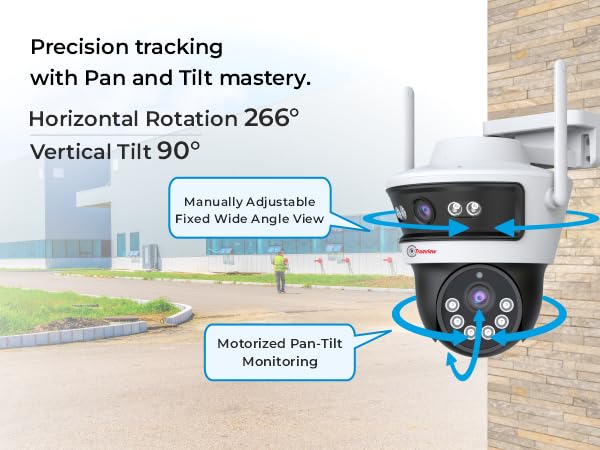 Precision tracking
with Pan and Tilt mastery.
Horizontal Rotation 266°
Vertical Tilt 90°
Manually Adjustable
Fixed Wide Angle View
Trueview
Motorized Pan-Tilt
Monitoring